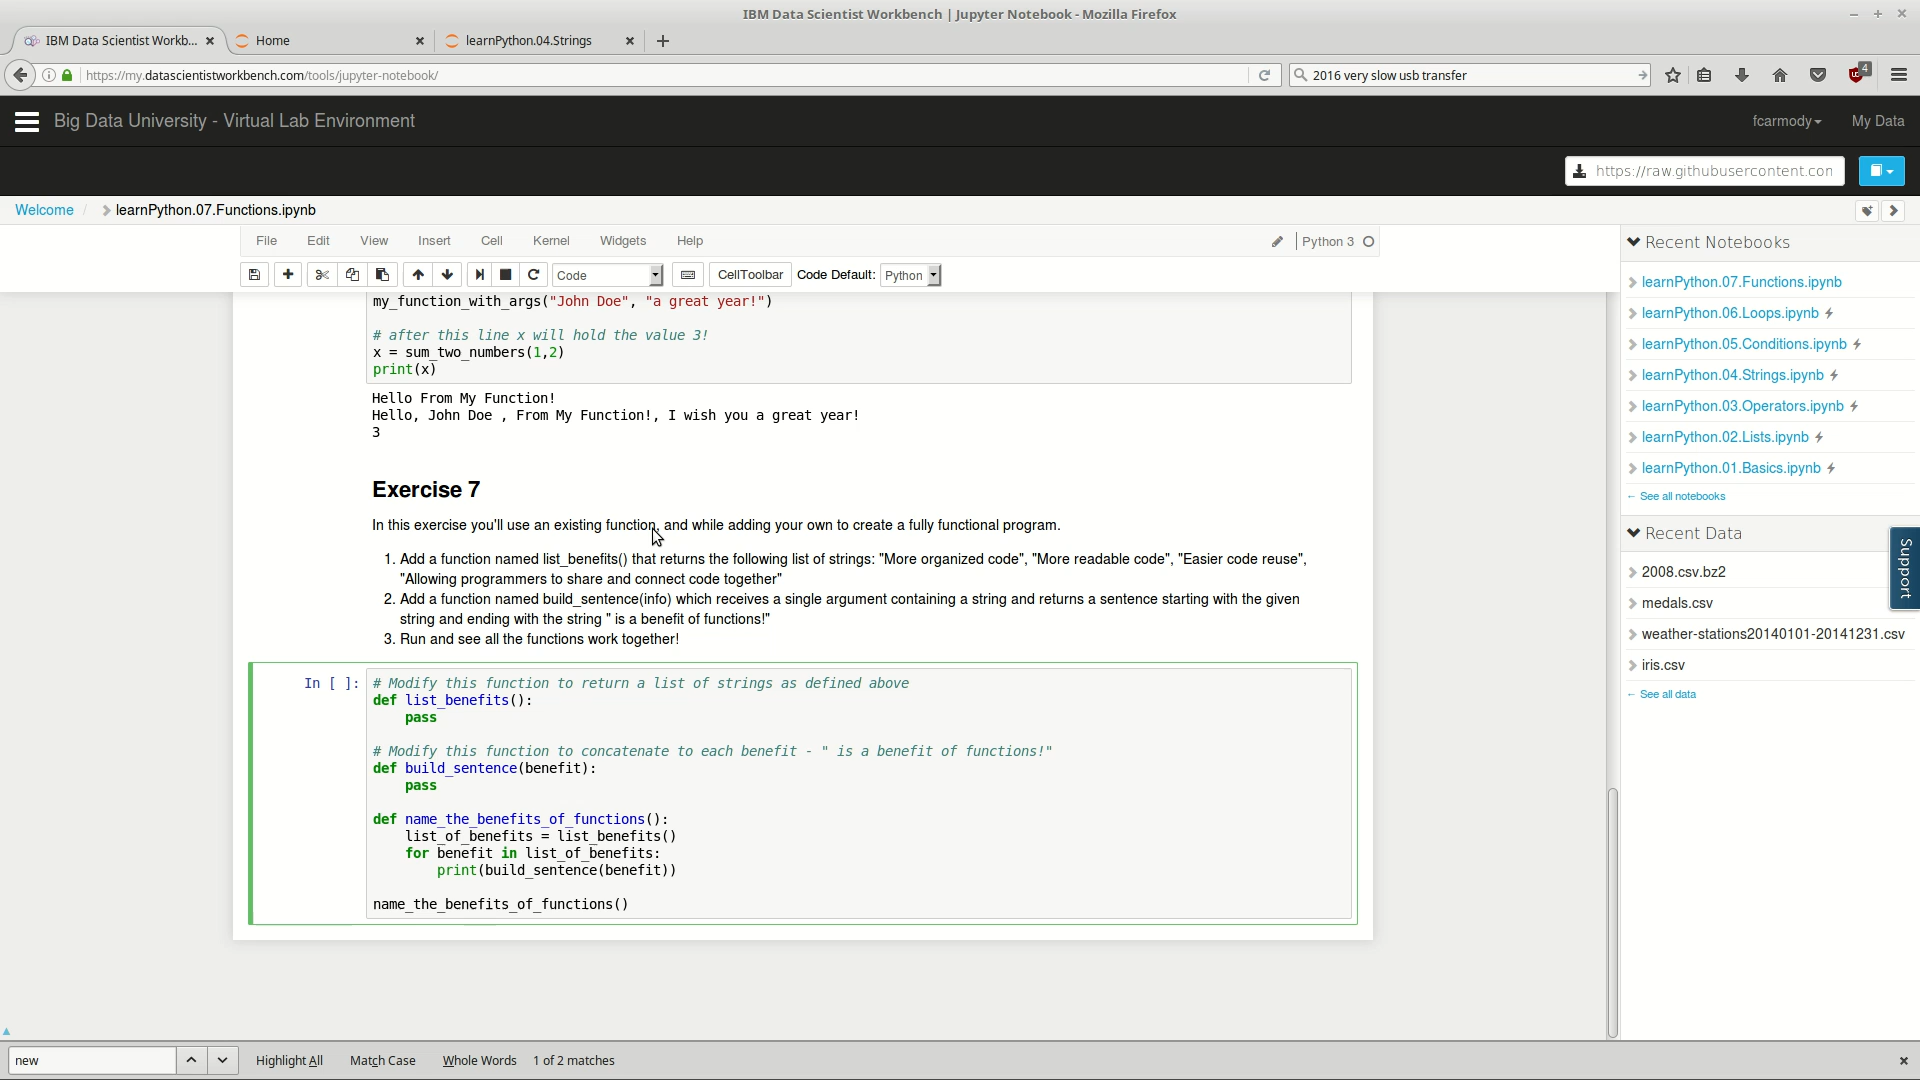 IBM Data Scientist Workbench | Jupyter Notebook - Mozilla Firefox
IBM Data Scientist Workb...
Home
learnPython.04.Strings
https://my.datascientistworkbench.com/tools/jupyter-notebook/
2016 very slow usb transfer
4
Big Data University - Virtual Lab Environment
fcarmody
My Data
https://raw.githubusercontent.con
Welcome / learnPython.07.Functions.ipynb
File Edit View Insert Cell Kernel Widgets Help
Python 3
Code
CellToolbar
Code Default: Python
my_function_with_args("John Doe", "a great year!")
# after this line x will hold the value 3!
x = sum_two_numbers(1,2)
print(x)
Hello From My Function!
Hello, John Doe , From My Function!, I wish you a great year!
3
Exercise 7
In this exercise you'll use an existing function, and while adding your own to create a fully functional program.
1. Add a function named list_benefits() that returns the following list of strings: "More organized code", "More readable code", "Easier code reuse",
"Allowing programmers to share and connect code together"
2. Add a function named build_sentence(info) which receives a single argument containing a string and returns a sentence starting with the given
string and ending with the string " is a benefit of functions!"
3. Run and see all the functions work together!
In [ ]:
# Modify this function to return a list of strings as defined above
def list_benefits():
    pass
# Modify this function to concatenate to each benefit - " is a benefit of functions!"
def build_sentence(benefit):
    pass
def name_the_benefits_of_functions():
    list_of_benefits = list_benefits()
    for benefit in list_of_benefits:
        print(build_sentence(benefit))
name_the_benefits_of_functions()
Recent Notebooks
learnPython.07.Functions.ipynb
learnPython.06.Loops.ipynb
learnPython.05.Conditions.ipynb
learnPython.04.Strings.ipynb
learnPython.03.Operators.ipynb
learnPython.02.Lists.ipynb
learnPython.01.Basics.ipynb
← See all notebooks
Recent Data
2008.csv.bz2
medals.csv
weather-stations20140101-20141231.csv
iris.csv
← See all data
Support
new
Highlight All
Match Case
Whole Words
1 of 2 matches